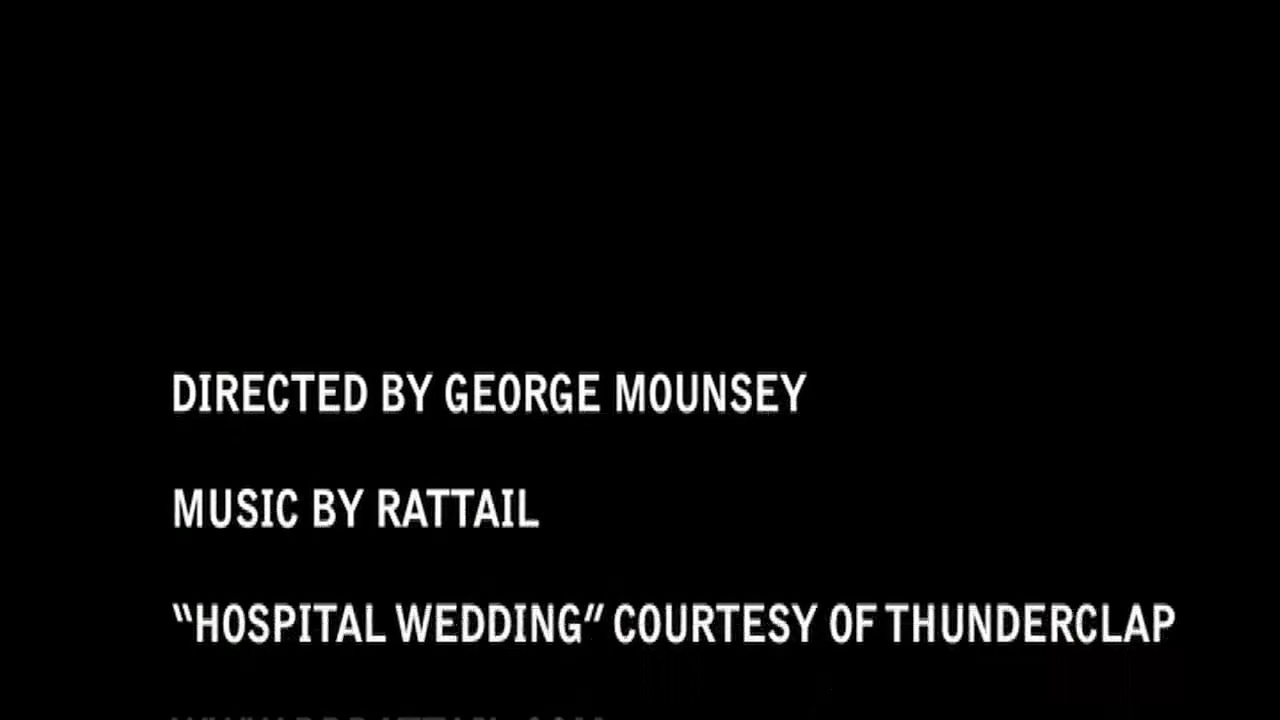 DIRECTED BY GEORGE MOUNSEY
MUSIC BY RATTAIL
“HOSPITAL WEDDING” COURTESY OF THUNDERCLAP